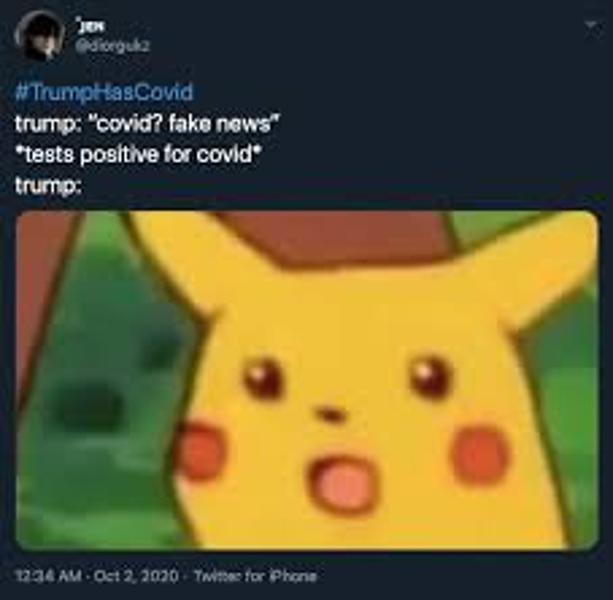 'JEN
@diorgukz
#TrumpHasCovid
trump: “covid? fake news”
*tests positive for covid*
trump:
12:34 AM · Oct 2, 2020 · Twitter for iPhone